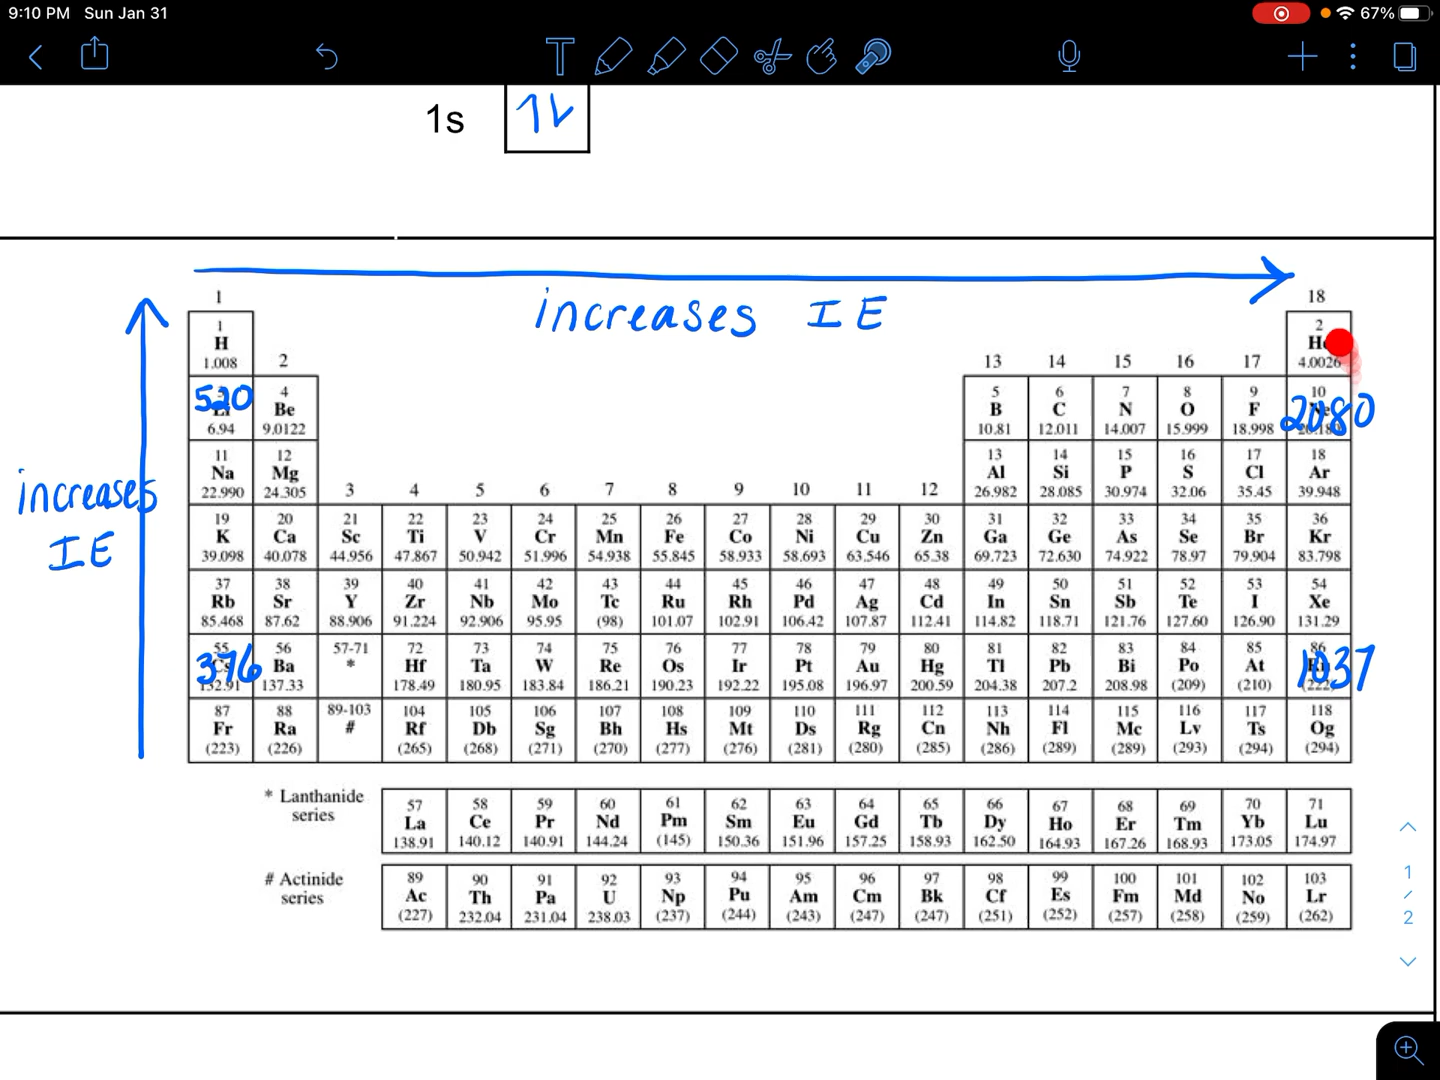 9:10 PM Sun Jan 31
67%
1s 1↿⇂
increases IE
1 18
1 2
H
1.008 2 13 14 15 16 17 4.0026
520 4 5 6 7 8 9 10
Be B C N O F 2080
6.94 9.0122 10.81 12.011 14.007 15.999 18.998
11 12 13 14 15 16 17 18
Na Mg Al Si P S Cl Ar
22.990 24.305 3 4 5 6 7 8 9 10 11 12 26.982 28.085 30.974 32.06 35.45 39.948
increases
IE
19 20 21 22 23 24 25 26 27 28 29 30 31 32 33 34 35 36
K Ca Sc Ti V Cr Mn Fe Co Ni Cu Zn Ga Ge As Se Br Kr
39.098 40.078 44.956 47.867 50.942 51.996 54.938 55.845 58.933 58.693 63.546 65.38 69.723 72.630 74.922 78.97 79.904 83.798
37 38 39 40 41 42 43 44 45 46 47 48 49 50 51 52 53 54
Rb Sr Y Zr Nb Mo Tc Ru Rh Pd Ag Cd In Sn Sb Te I Xe
85.468 87.62 88.906 91.224 92.906 95.95 (98) 101.07 102.91 106.42 107.87 112.41 114.82 118.71 121.76 127.60 126.90 131.29
55 56 57-71 72 73 74 75 76 77 78 79 80 81 82 83 84 85 86
376 Ba * Hf Ta W Re Os Ir Pt Au Hg Tl Pb Bi Po At 1037
132.91 137.33 178.49 180.95 183.84 186.21 190.23 192.22 195.08 196.97 200.59 204.38 207.2 208.98 (209) (210) (222)
87 88 89-103 104 105 106 107 108 109 110 111 112 113 114 115 116 117 118
Fr Ra # Rf Db Sg Bh Hs Mt Ds Rg Cn Nh Fl Mc Lv Ts Og
(223) (226) (265) (268) (271) (270) (277) (276) (281) (280) (285) (286) (289) (289) (293) (294) (294)
* Lanthanide
series
57 58 59 60 61 62 63 64 65 66 67 68 69 70 71
La Ce Pr Nd Pm Sm Eu Gd Tb Dy Ho Er Tm Yb Lu
138.91 140.12 140.91 144.24 (145) 150.36 151.96 157.25 158.93 162.50 164.93 167.26 168.93 173.05 174.97
# Actinide
series
89 90 91 92 93 94 95 96 97 98 99 100 101 102 103
Ac Th Pa U Np Pu Am Cm Bk Cf Es Fm Md No Lr
(227) 232.04 231.04 238.03 (237) (244) (243) (247) (247) (251) (252) (257) (258) (259) (262)
1
/
2